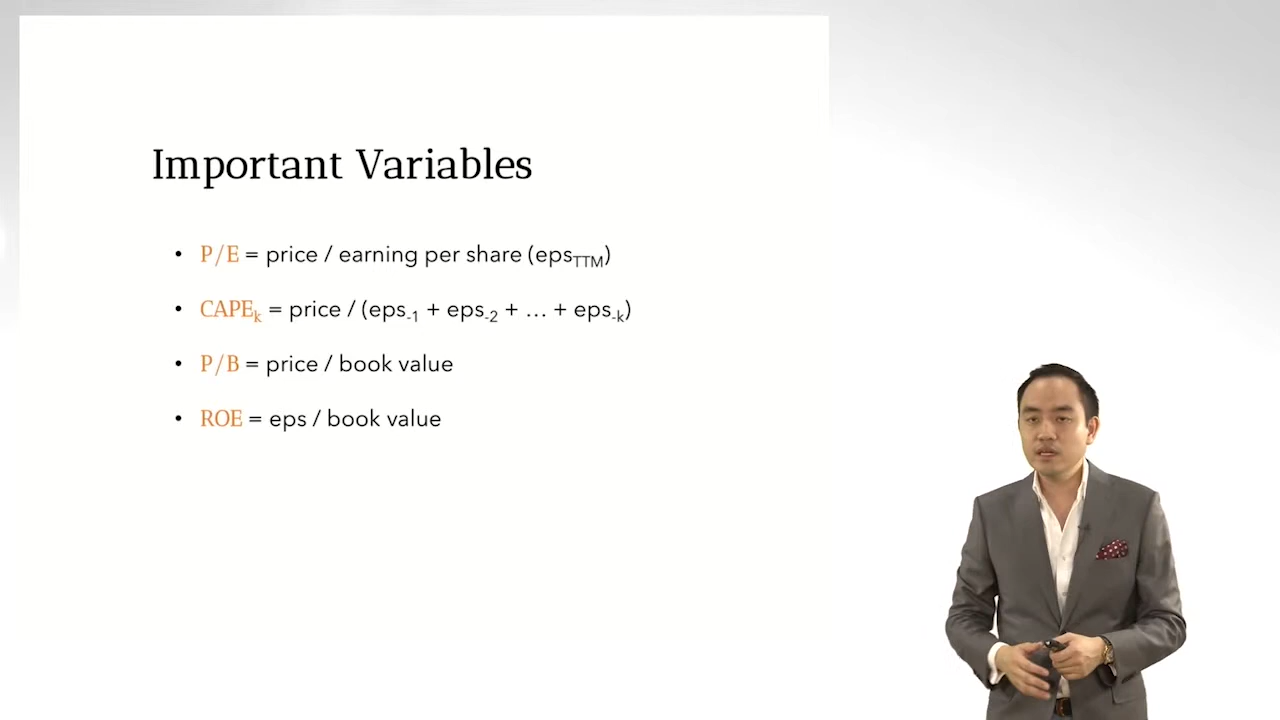 Important Variables
• P/E = price / earning per share (eps_TTM)
• CAPE_k = price / (eps_-1 + eps_-2 + … + eps_-k)
• P/B = price / book value
• ROE = eps / book value